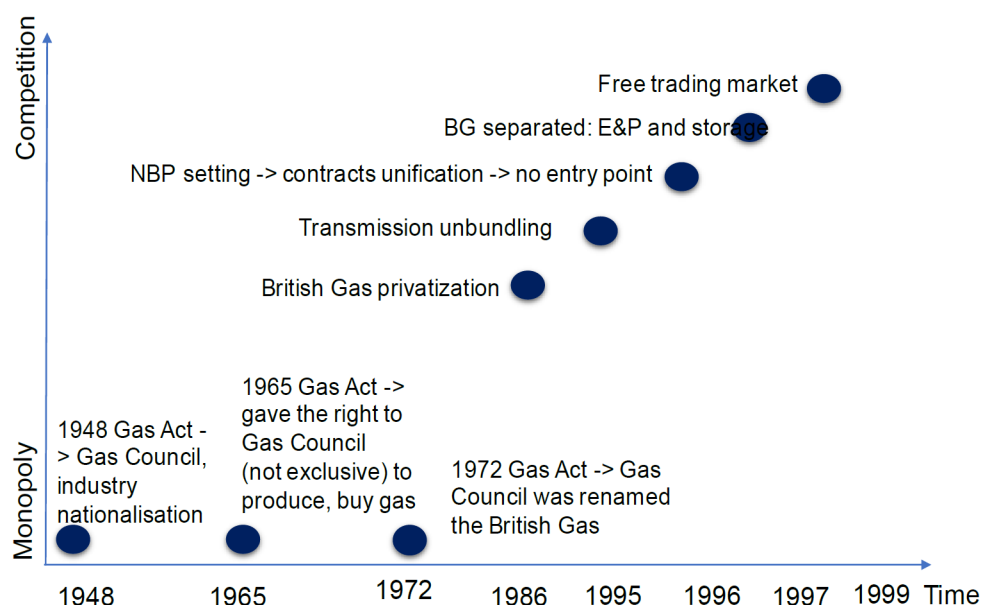 Competition
Free trading market
BG separated: E&P and storage
NBP setting -> contracts unification -> no entry point
Transmission unbundling
British Gas privatization
1965 Gas Act ->
gave the right to
Gas Council
(not exclusive) to
produce, buy gas
1948 Gas Act -
> Gas Council,
industry
nationalisation
1972 Gas Act -> Gas
Council was renamed
the British Gas
Monopoly
1948
1965
1972
1986
1995
1996
1997
1999
Time